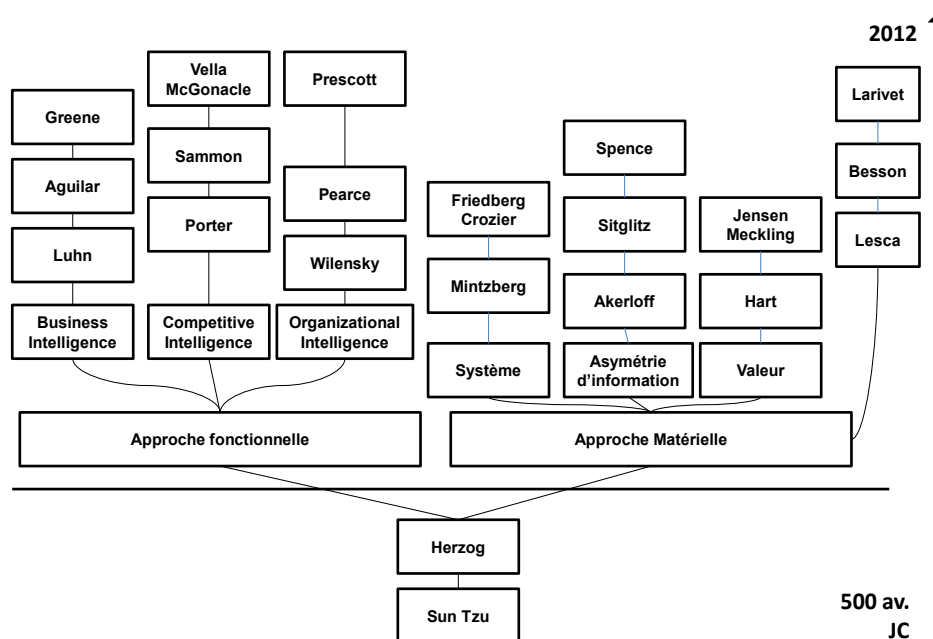 2012
Vella
McGonacle
Prescott
Larivet
Greene
Spence
Sammon
Besson
Aguilar
Pearce
Friedberg
Crozier
Porter
Sitglitz
Jensen
Meckling
Luhn
Wilensky
Lesca
Mintzberg
Akerloff
Hart
Business
Intelligence
Competitive
Intelligence
Organizational
Intelligence
Système
Asymétrie
d'information
Valeur
Approche fonctionnelle
Approche Matérielle
Herzog
Sun Tzu
500 av.
JC